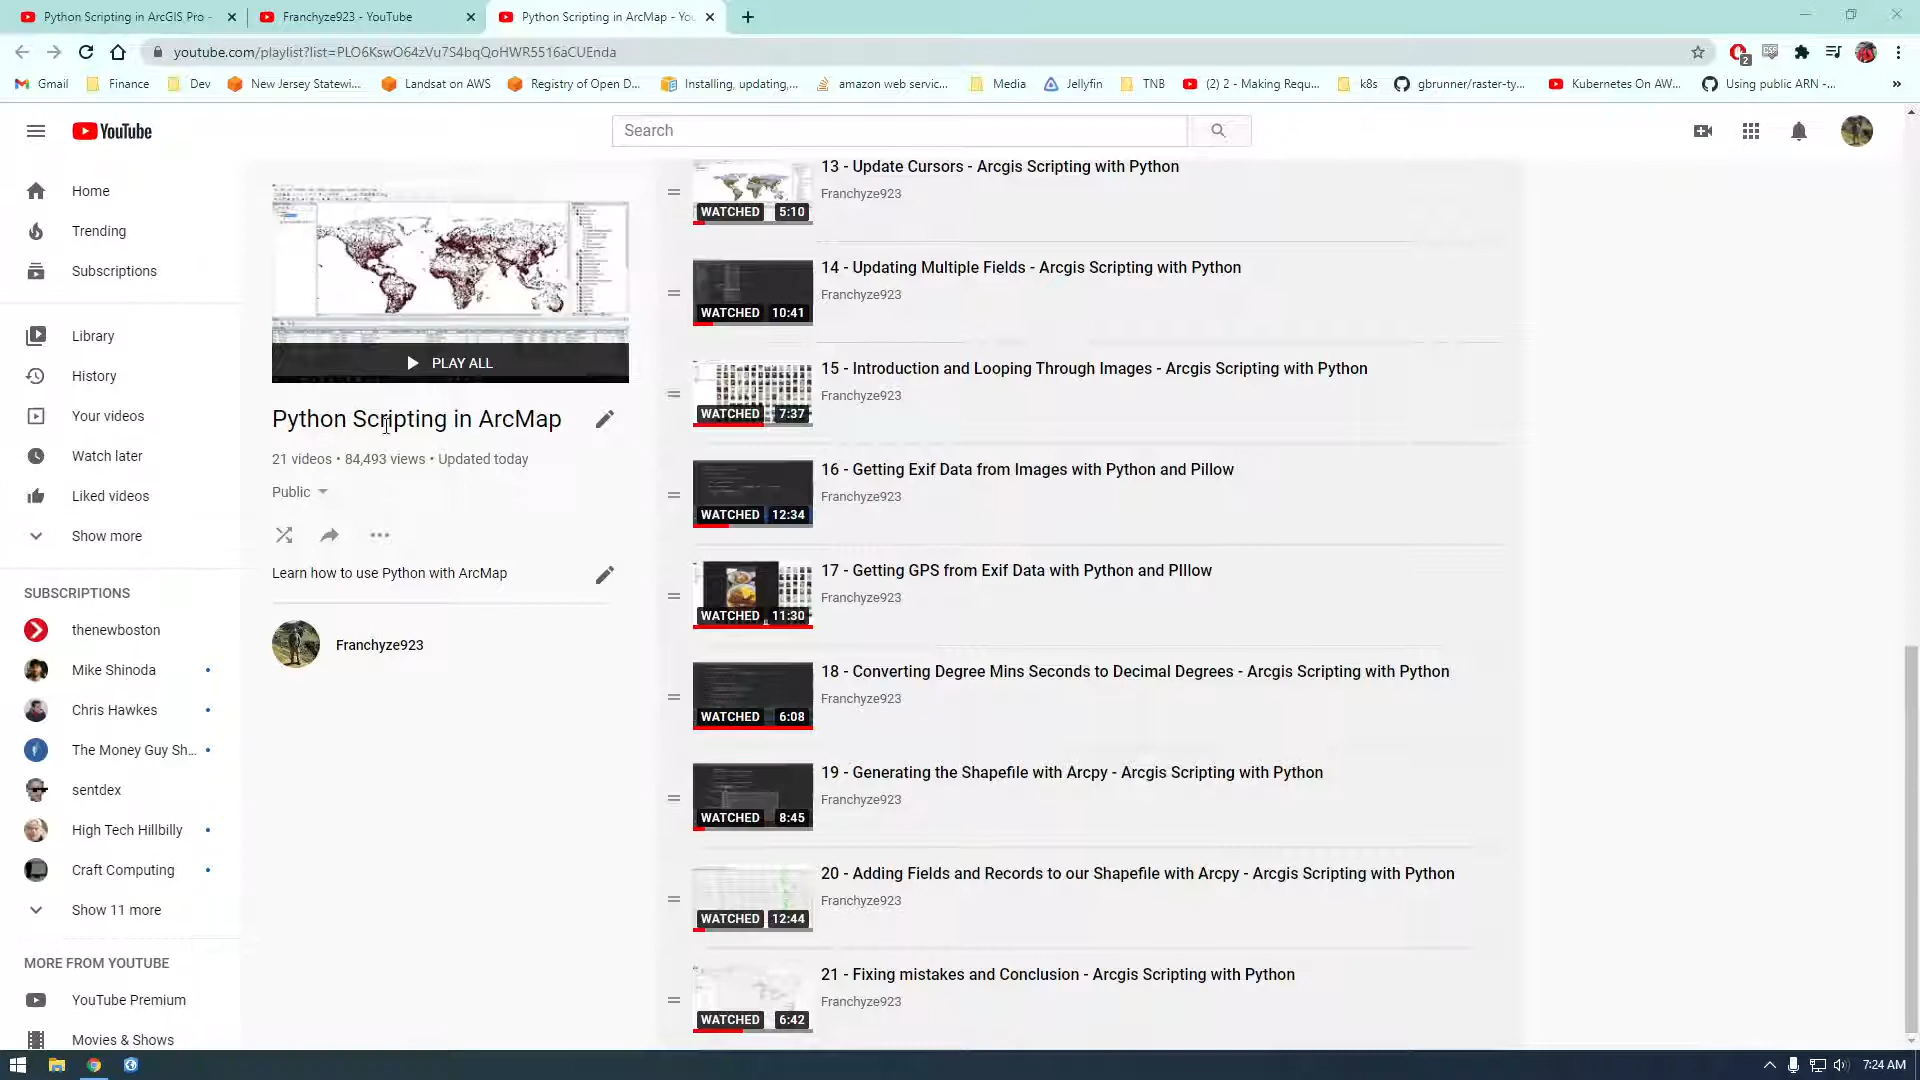 Python Scripting in ArcGIS Pro -
Franchyze923 - YouTube
Python Scripting in ArcMap - Yo
youtube.com/playlist?list=PLO6KswO64zVu7S4bqQoHWR5516aCUEnda
2
Gmail
Finance
Dev
New Jersey Statewi...
Landsat on AWS
Registry of Open D...
Installing, updating,...
amazon web servic...
Media
Jellyfin
TNB
(2) 2 - Making Requ...
k8s
gbrunner/raster-ty...
Kubernetes On AW...
Using public ARN -...
»
YouTube
Search
Home
Trending
Subscriptions
Library
History
Your videos
Watch later
Liked videos
Show more
SUBSCRIPTIONS
thenewboston
Mike Shinoda
Chris Hawkes
The Money Guy Sh...
sentdex
High Tech Hillbilly
Craft Computing
Show 11 more
MORE FROM YOUTUBE
YouTube Premium
Movies & Shows
PLAY ALL
Python Scripting in ArcMap
21 videos • 84,493 views • Updated today
Public
Learn how to use Python with ArcMap
Franchyze923
13 - Update Cursors - Arcgis Scripting with Python
Franchyze923
WATCHED 5:10
14 - Updating Multiple Fields - Arcgis Scripting with Python
Franchyze923
WATCHED 10:41
15 - Introduction and Looping Through Images - Arcgis Scripting with Python
Franchyze923
WATCHED 7:37
16 - Getting Exif Data from Images with Python and Pillow
Franchyze923
WATCHED 12:34
17 - Getting GPS from Exif Data with Python and PIllow
Franchyze923
WATCHED 11:30
18 - Converting Degree Mins Seconds to Decimal Degrees - Arcgis Scripting with Python
Franchyze923
WATCHED 6:08
19 - Generating the Shapefile with Arcpy - Arcgis Scripting with Python
Franchyze923
WATCHED 8:45
20 - Adding Fields and Records to our Shapefile with Arcpy - Arcgis Scripting with Python
Franchyze923
WATCHED 12:44
21 - Fixing mistakes and Conclusion - Arcgis Scripting with Python
Franchyze923
WATCHED 6:42
7:24 AM